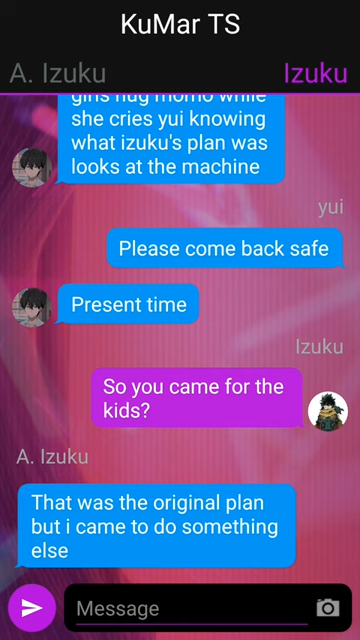 KuMar TS
A. Izuku
Izuku
girls hug momo while
she cries yui knowing
what izuku's plan was
looks at the machine
yui
Please come back safe
Present time
Izuku
So you came for the
kids?
A. Izuku
That was the original plan
but i came to do something
else
Message